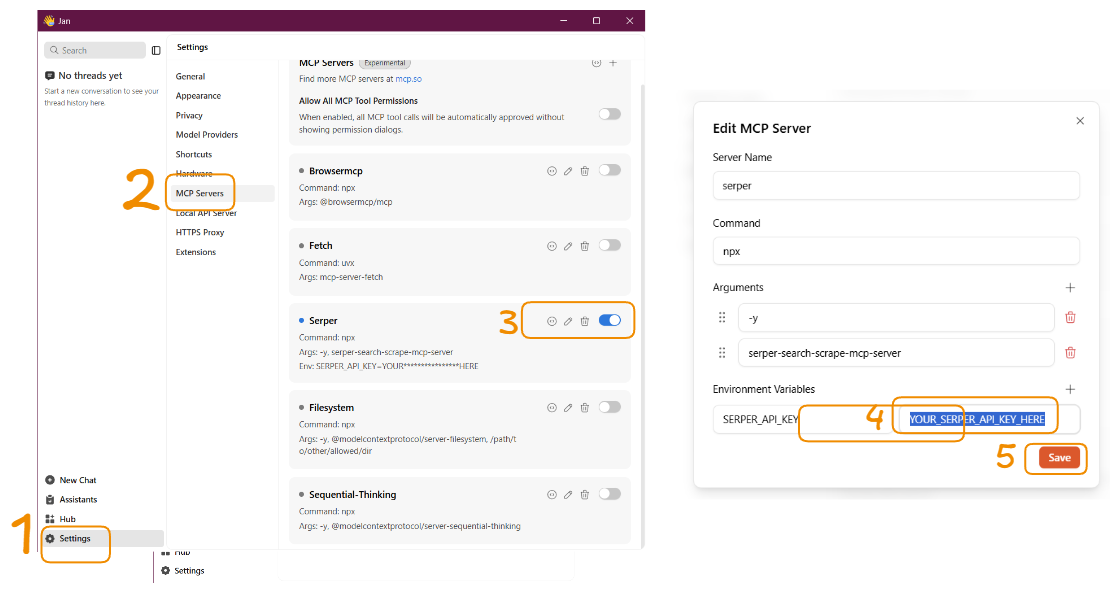 Jan
Search
Settings
No threads yet
Start a new conversation to see your
thread history here.
General
Appearance
Privacy
Model Providers
Shortcuts
Hardware
MCP Servers
Local API Server
HTTPS Proxy
Extensions
2
MCP Servers Experimental
Find more MCP servers at mcp.so
Allow All MCP Tool Permissions
When enabled, all MCP tool calls will be automatically approved without
showing permission dialogs.
Browsermcp
Command: npx
Args: @browsermcp/mcp
Fetch
Command: uvx
Args: mcp-server-fetch
Serper
3
Command: npx
Args: -y, serper-search-scrape-mcp-server
Env: SERPER_API_KEY=YOUR****************HERE
Filesystem
Command: npx
Args: -y, @modelcontextprotocol/server-filesystem, /path/t
o/other/allowed/dir
Sequential-Thinking
Command: npx
Args: -y, @modelcontextprotocol/server-sequential-thinking
New Chat
Assistants
Hub
1
Settings
Hub
Settings
Edit MCP Server
Server Name
serper
Command
npx
Arguments
-y
serper-search-scrape-mcp-server
Environment Variables
SERPER_API_KEY
4
YOUR_SERPER_API_KEY_HERE
5
Save